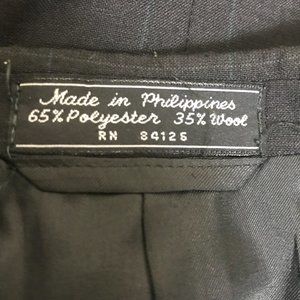 Made in Philippines
65% Polyester 35% Wool
RN 84125